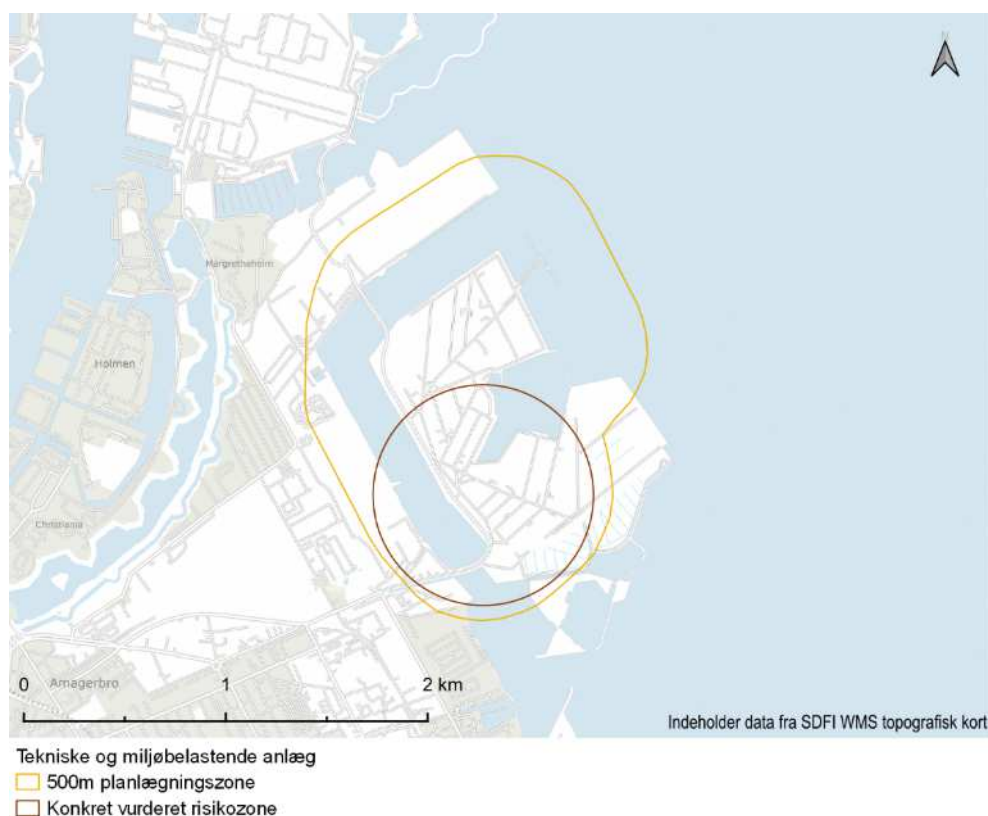 N
Margretheholm
Holmen
Christiania
Amagerbro
0 1 2 km
Indeholder data fra SDFI WMS topografisk kort
Tekniske og miljøbelastende anlæg
500m planlægningszone
Konkret vurderet risikozone